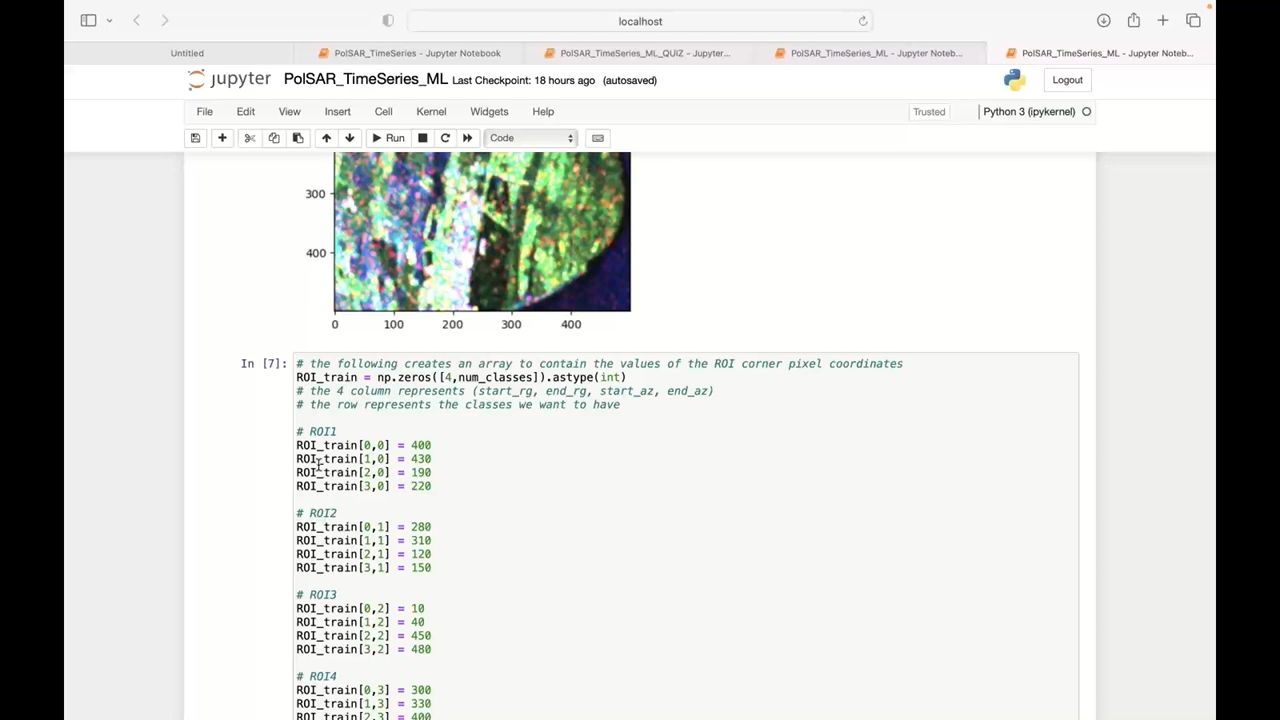 localhost
Untitled
PolSAR_TimeSeries - Jupyter Notebook
PolSAR_TimeSeries_ML_QUIZ - Jupyter...
PolSAR_TimeSeries_ML - Jupyter Noteb...
PolSAR_TimeSeries_ML - Jupyter Noteb...
jupyter PolSAR_TimeSeries_ML Last Checkpoint: 18 hours ago (autosaved)
Logout
File Edit View Insert Cell Kernel Widgets Help
Trusted
Python 3 (ipykernel)
Run
Code
300
400
0 100 200 300 400
In [7]:
# the following creates an array to contain the values of the ROI corner pixel coordinates
ROI_train = np.zeros([4,num_classes]).astype(int)
# the 4 column represents (start_rg, end_rg, start_az, end_az)
# the row represents the classes we want to have
# ROI1
ROI_train[0,0] = 400
ROI_train[1,0] = 430
ROI_train[2,0] = 190
ROI_train[3,0] = 220
# ROI2
ROI_train[0,1] = 280
ROI_train[1,1] = 310
ROI_train[2,1] = 120
ROI_train[3,1] = 150
# ROI3
ROI_train[0,2] = 10
ROI_train[1,2] = 40
ROI_train[2,2] = 450
ROI_train[3,2] = 480
# ROI4
ROI_train[0,3] = 300
ROI_train[1,3] = 330
ROI_train[2,3] = 400